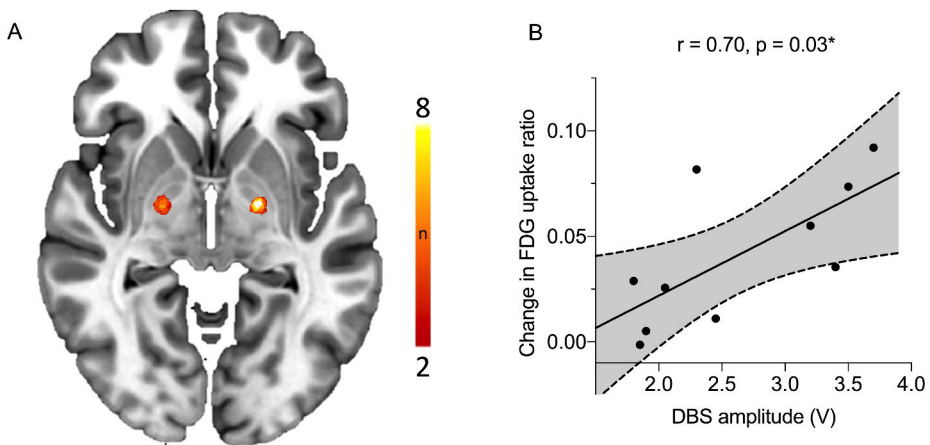 A
8
n
2
B
r = 0.70, p = 0.03*
Change in FDG uptake ratio
0.10
0.05
0.00
2.0 2.5 3.0 3.5 4.0
DBS amplitude (V)